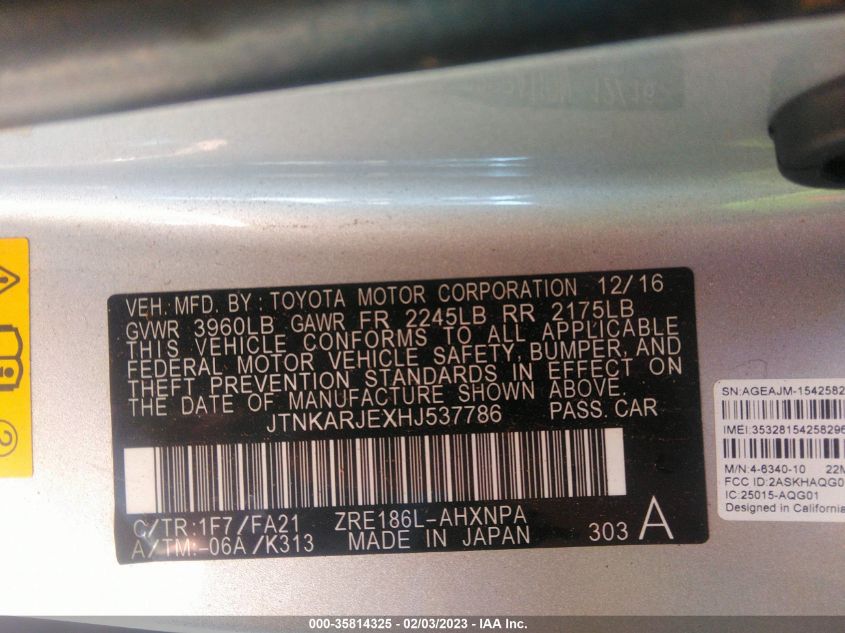 VEH. MFD. BY : TOYOTA MOTOR CORPORATION 12/16
GVWR 3960LB GAWR FR 2245LB RR 2175LB
THIS VEHICLE CONFORMS TO ALL APPLICABLE
FEDERAL MOTOR VEHICLE SAFETY, BUMPER, AND
THEFT PREVENTION STANDARDS IN EFFECT ON
THE DATE OF MANUFACTURE SHOWN ABOVE.
JTNKARJEXHJ537786 PASS. CAR
C/TR:1F7/FA21 ZRE186L-AHXNPA
A/TM:-06A/K313 MADE IN JAPAN 303 A
2
SN:AGEAJM-1542582
IMEI:35328154258296
M/N:4-6340-10 22M
FCC ID:2ASKHAQG0
IC:25015-AQG01
Designed in California
000-35814325 - 02/03/2023 - IAA Inc.